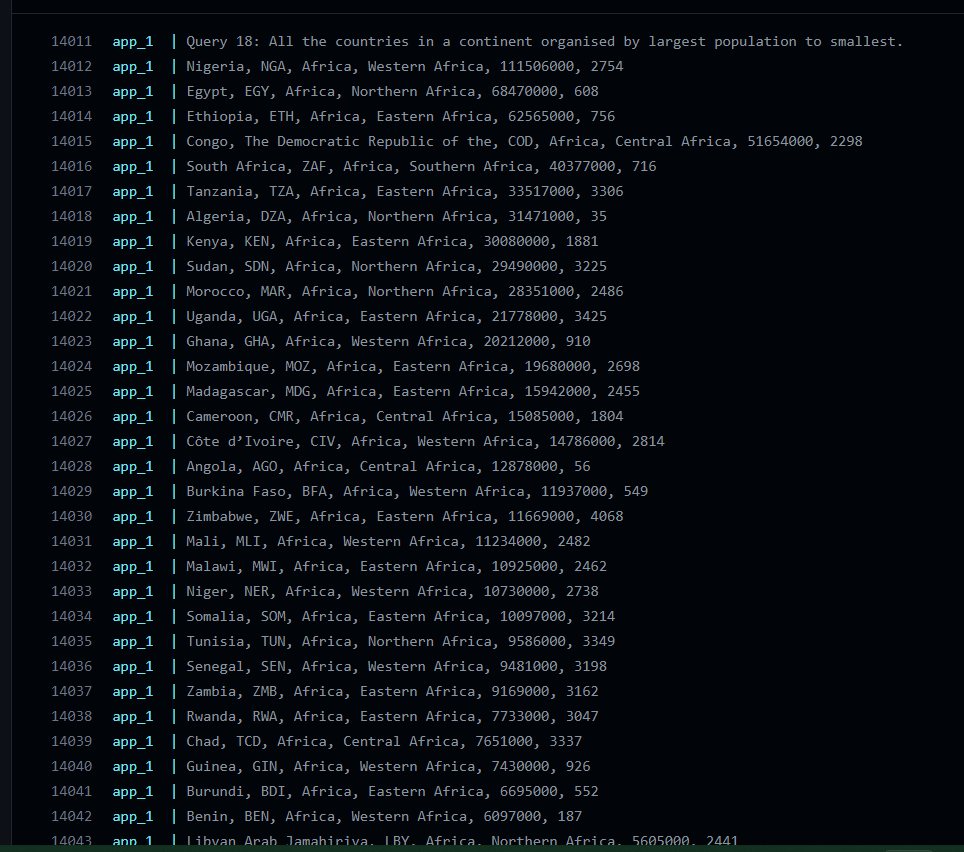 14011 app_1 | Query 18: All the countries in a continent organised by largest population to smallest.
14012 app_1 | Nigeria, NGA, Africa, Western Africa, 111506000, 2754
14013 app_1 | Egypt, EGY, Africa, Northern Africa, 68470000, 608
14014 app_1 | Ethiopia, ETH, Africa, Eastern Africa, 62565000, 756
14015 app_1 | Congo, The Democratic Republic of the, COD, Africa, Central Africa, 51654000, 2298
14016 app_1 | South Africa, ZAF, Africa, Southern Africa, 40377000, 716
14017 app_1 | Tanzania, TZA, Africa, Eastern Africa, 33517000, 3306
14018 app_1 | Algeria, DZA, Africa, Northern Africa, 31471000, 35
14019 app_1 | Kenya, KEN, Africa, Eastern Africa, 30080000, 1881
14020 app_1 | Sudan, SDN, Africa, Northern Africa, 29490000, 3225
14021 app_1 | Morocco, MAR, Africa, Northern Africa, 28351000, 2486
14022 app_1 | Uganda, UGA, Africa, Eastern Africa, 21778000, 3425
14023 app_1 | Ghana, GHA, Africa, Western Africa, 20212000, 910
14024 app_1 | Mozambique, MOZ, Africa, Eastern Africa, 19680000, 2698
14025 app_1 | Madagascar, MDG, Africa, Eastern Africa, 15942000, 2455
14026 app_1 | Cameroon, CMR, Africa, Central Africa, 15085000, 1804
14027 app_1 | Côte d’Ivoire, CIV, Africa, Western Africa, 14786000, 2814
14028 app_1 | Angola, AGO, Africa, Central Africa, 12878000, 56
14029 app_1 | Burkina Faso, BFA, Africa, Western Africa, 11937000, 549
14030 app_1 | Zimbabwe, ZWE, Africa, Eastern Africa, 11669000, 4068
14031 app_1 | Mali, MLI, Africa, Western Africa, 11234000, 2482
14032 app_1 | Malawi, MWI, Africa, Eastern Africa, 10925000, 2462
14033 app_1 | Niger, NER, Africa, Western Africa, 10730000, 2738
14034 app_1 | Somalia, SOM, Africa, Eastern Africa, 10097000, 3214
14035 app_1 | Tunisia, TUN, Africa, Northern Africa, 9586000, 3349
14036 app_1 | Senegal, SEN, Africa, Western Africa, 9481000, 3198
14037 app_1 | Zambia, ZMB, Africa, Eastern Africa, 9169000, 3162
14038 app_1 | Rwanda, RWA, Africa, Eastern Africa, 7733000, 3047
14039 app_1 | Chad, TCD, Africa, Central Africa, 7651000, 3337
14040 app_1 | Guinea, GIN, Africa, Western Africa, 7430000, 926
14041 app_1 | Burundi, BDI, Africa, Eastern Africa, 6695000, 552
14042 app_1 | Benin, BEN, Africa, Western Africa, 6097000, 187
14043 app_1 | Libyan Arab Jamahiriya, LBY, Africa, Northern Africa, 5605000, 2441